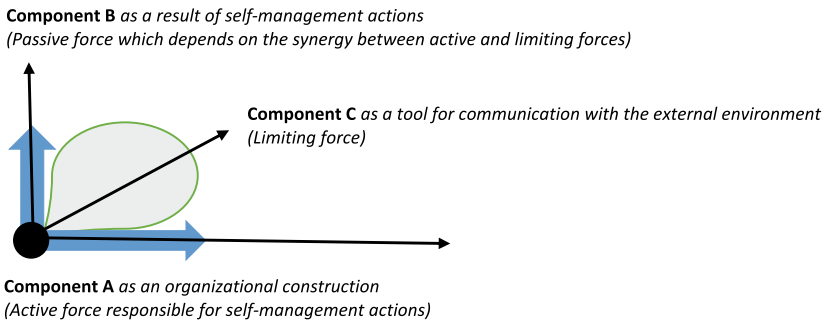 Component B as a result of self-management actions
(Passive force which depends on the synergy between active and limiting forces)
Component C as a tool for communication with the external environment
(Limiting force)
Component A as an organizational construction
(Active force responsible for self-management actions)